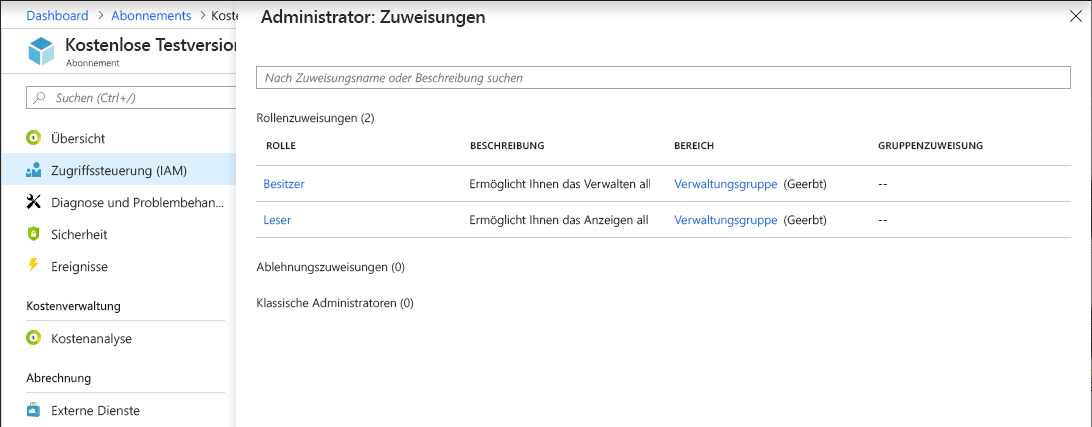 Dashboard > Abonnements > Koste
Kostenlose Testversion
Abonnement
Suchen (Ctrl+/)
Übersicht
Zugriffssteuerung (IAM)
Diagnose und Problembehan...
Sicherheit
Ereignisse
Kostenverwaltung
Kostenanalyse
Abrechnung
Externe Dienste
Administrator: Zuweisungen
Nach Zuweisungsname oder Beschreibung suchen
Rollenzuweisungen (2)
ROLLE BESCHREIBUNG BEREICH GRUPPENZUWEISUNG
Besitzer Ermöglicht Ihnen das Verwalten all Verwaltungsgruppe (Geerbt) --
Leser Ermöglicht Ihnen das Anzeigen all Verwaltungsgruppe (Geerbt) --
Ablehnungszuweisungen (0)
Klassische Administratoren (0)